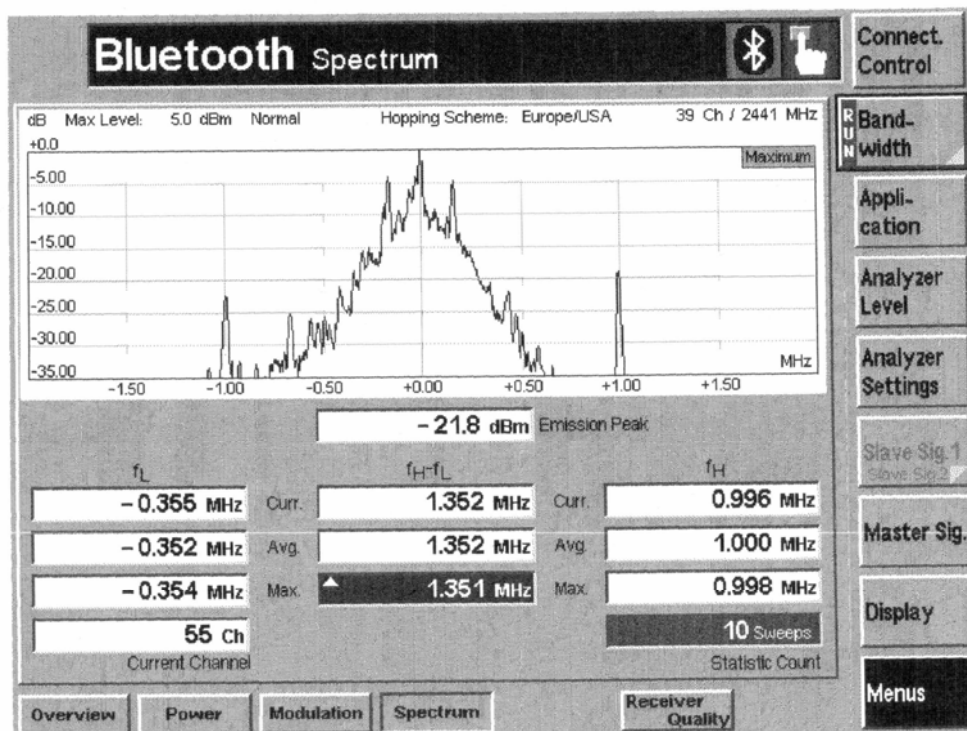 Bluetooth Spectrum
Connect. Control
dB Max Level: 5.0 dBm Normal Hopping Scheme: Europe/USA 39 Ch / 2441 MHz
RUN
Band-
width
Maximum
+0.0
-5.00
-10.00
-15.00
-20.00
-25.00
-30.00
-35.00
MHz
-1.50 -1.00 -0.50 +0.00 +0.50 +1.00 +1.50
Appli-
cation
Analyzer
Level
Analyzer
Settings
-21.8 dBm Emission Peak
fL fH-fL fH
-0.355 MHz Curr. 1.352 MHz Curr. 0.996 MHz
-0.352 MHz Avg. 1.352 MHz Avg. 1.000 MHz
-0.354 MHz Max. 1.351 MHz Max. 0.998 MHz
55 Ch 10 Sweeps
Current Channel Statistic Count
Slave Sig.1
Slave Sig.2
Master Sig.
Display
Menus
Overview Power Modulation Spectrum Receiver
Quality